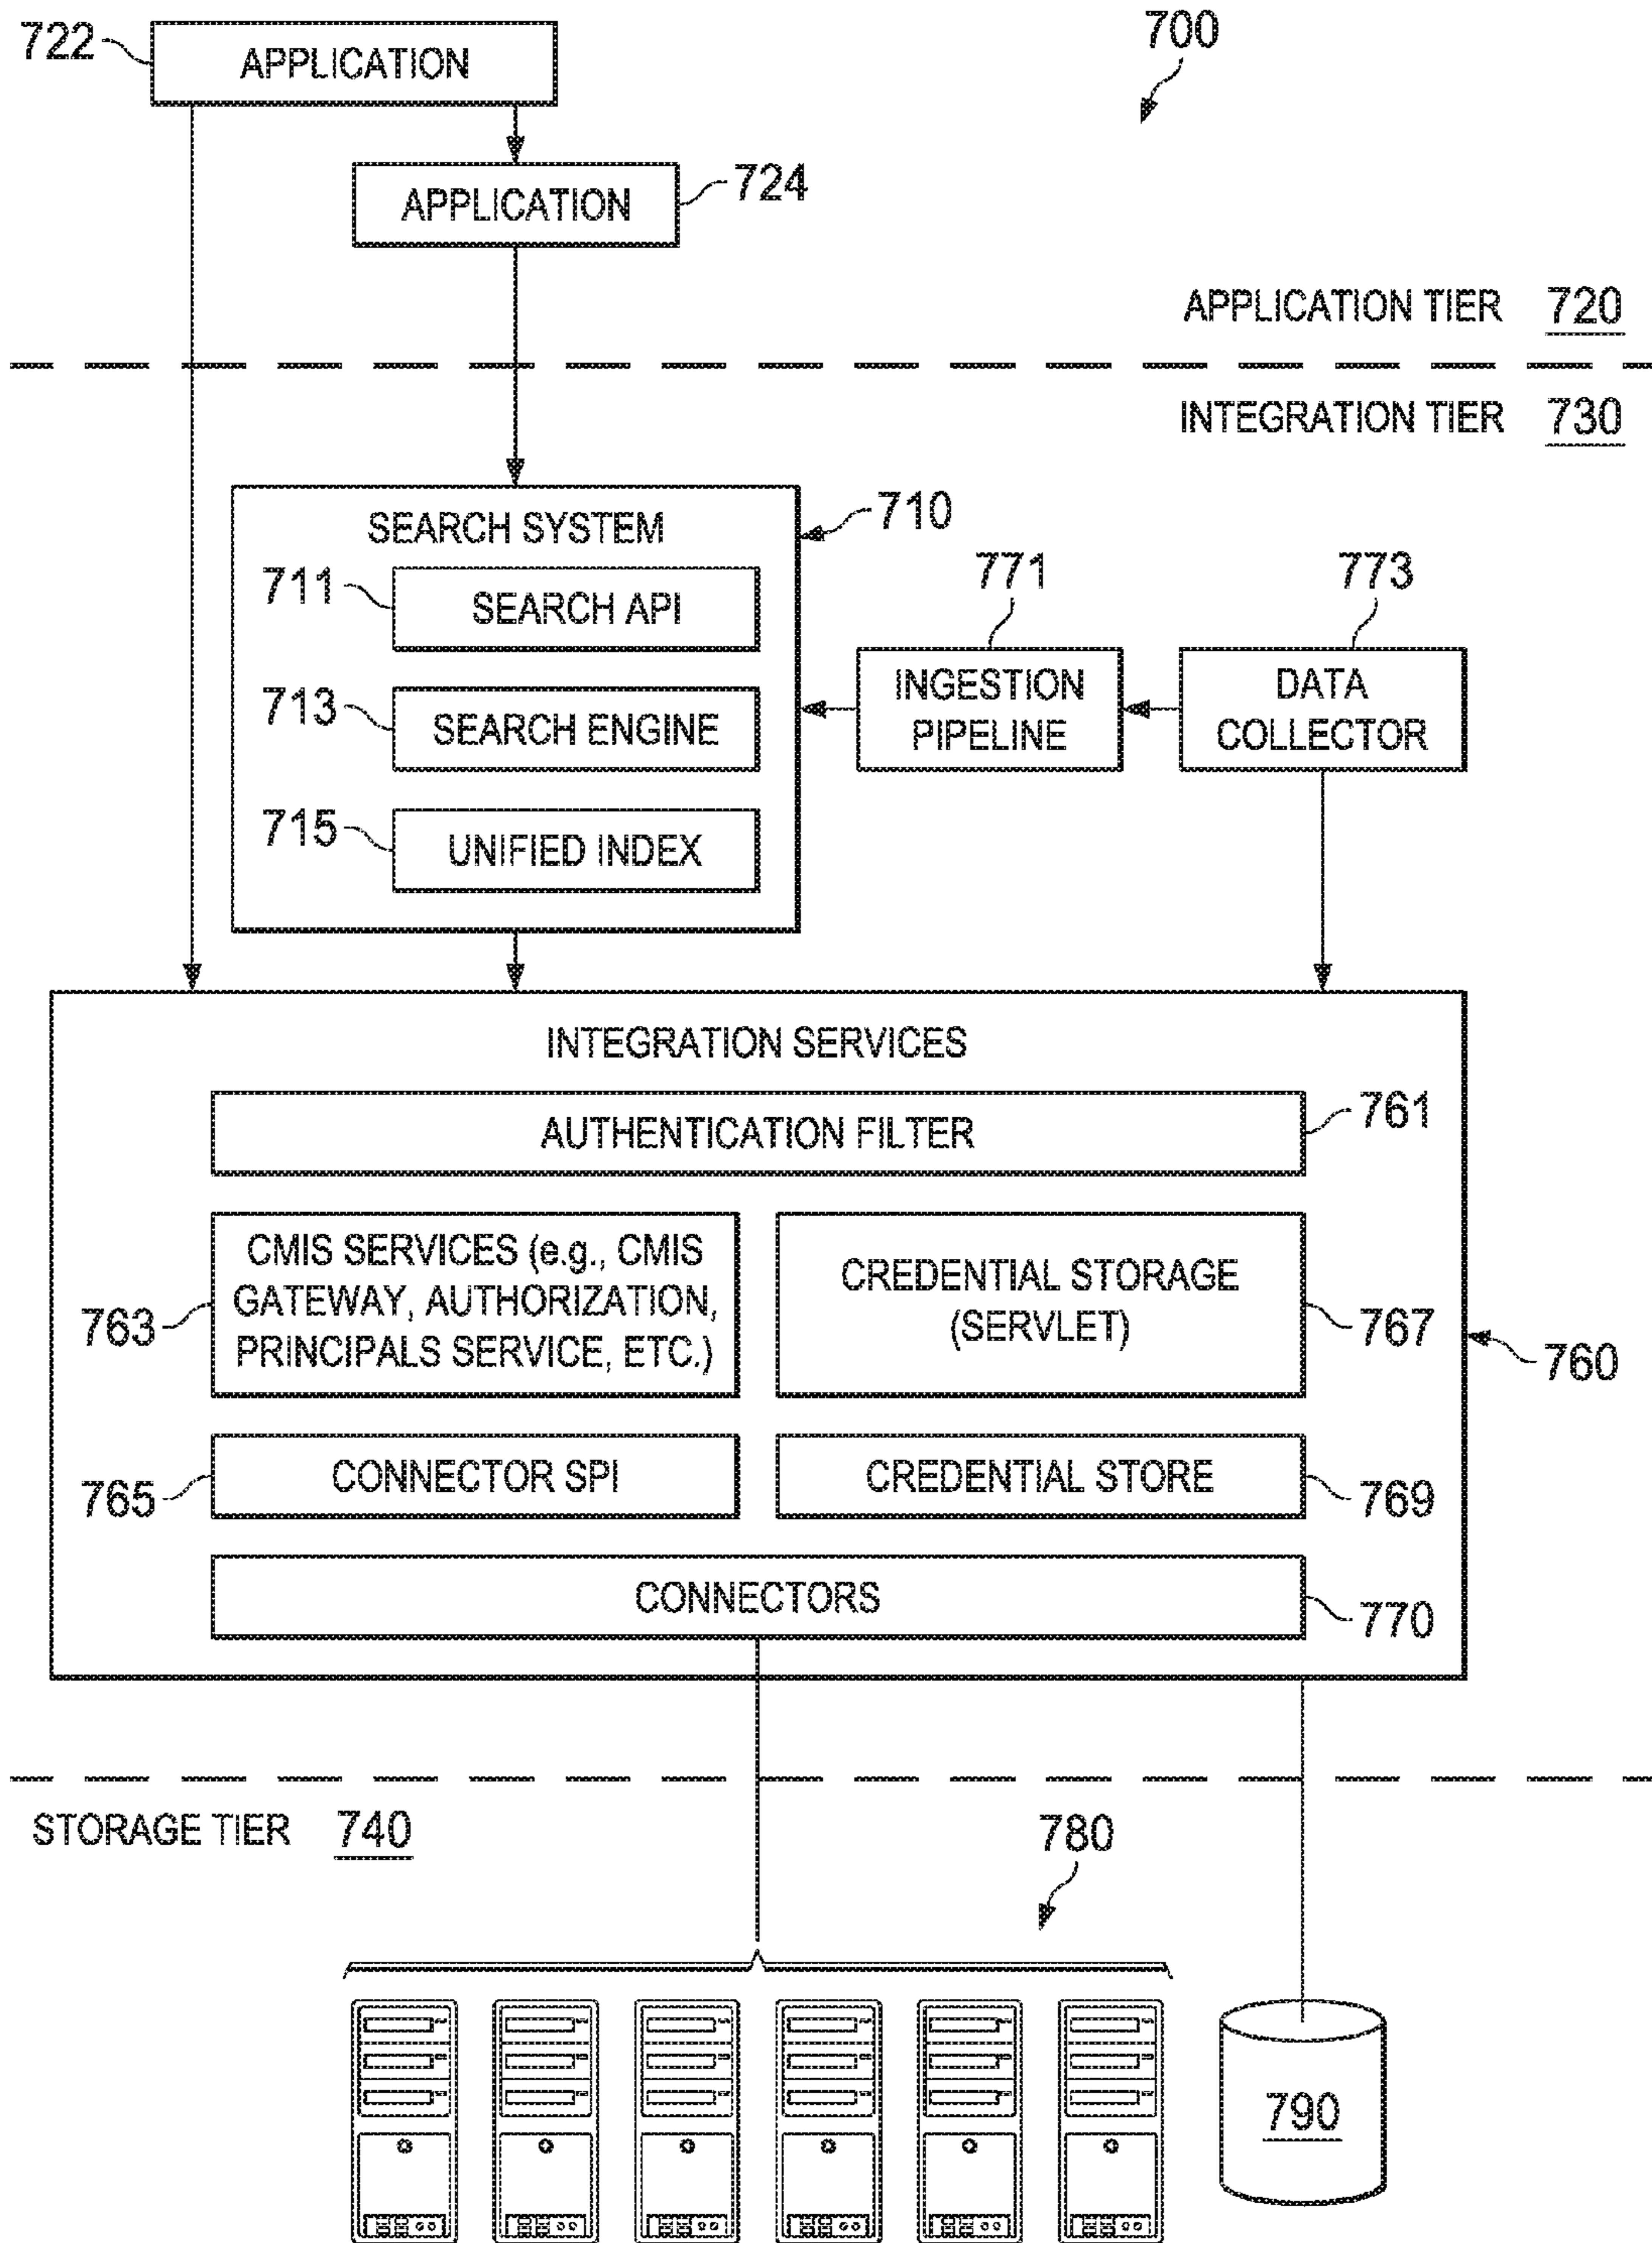 722
APPLICATION
700
APPLICATION
724
APPLICATION TIER 720
INTEGRATION TIER 730
SEARCH SYSTEM
710
711
SEARCH API
771
773
713
SEARCH ENGINE
INGESTION
PIPELINE
DATA
COLLECTOR
715
UNIFIED INDEX
INTEGRATION SERVICES
AUTHENTICATION FILTER
761
763
CMIS SERVICES (e.g., CMIS
GATEWAY, AUTHORIZATION,
PRINCIPALS SERVICE, ETC.)
CREDENTIAL STORAGE
(SERVLET)
767
760
765
CONNECTOR SPI
CREDENTIAL STORE
769
CONNECTORS
770
STORAGE TIER 740
780
790